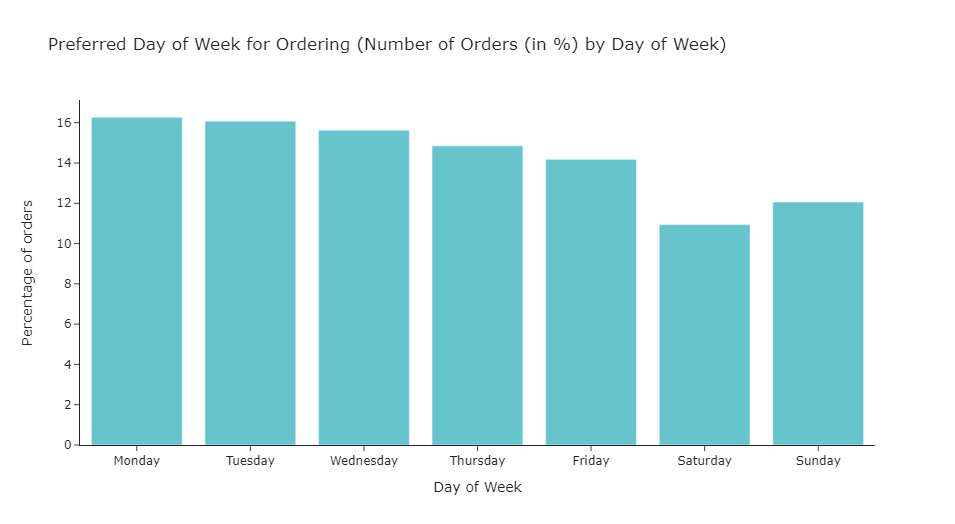 Preferred Day of Week for Ordering (Number of Orders (in %) by Day of Week)
16
14
12
10
8
6
4
2
0
Percentage of orders
Monday Tuesday Wednesday Thursday Friday Saturday Sunday
Day of Week